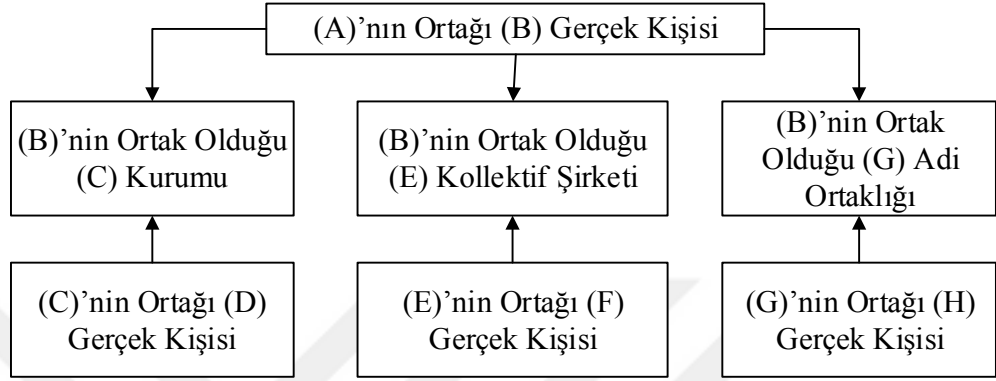 (A)’nın Ortağı (B) Gerçek Kişisi
(B)’nin Ortak Olduğu
(C) Kurumu
(B)’nin Ortak Olduğu
(E) Kollektif Şirketi
(B)’nin Ortak
Olduğu (G) Adi
Ortaklığı
(C)’nin Ortağı (D)
Gerçek Kişisi
(E)’nin Ortağı (F)
Gerçek Kişisi
(G)’nin Ortağı (H)
Gerçek Kişisi